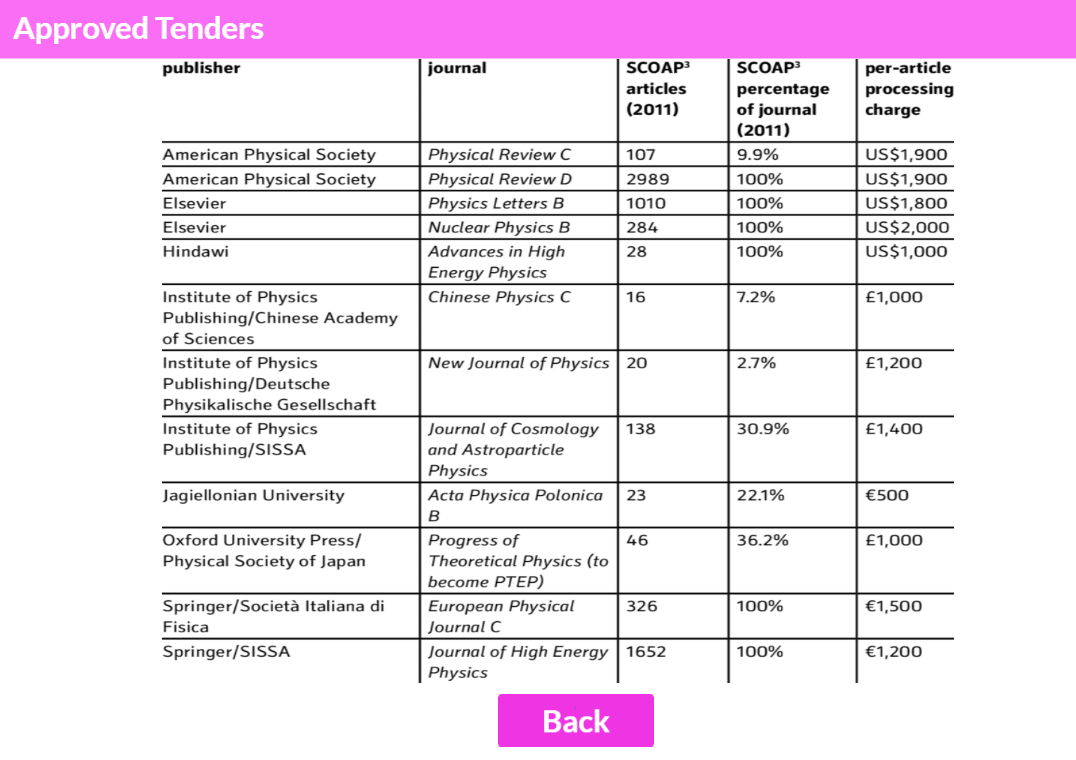 Approved Tenders
publisher journal SCOAP³ articles (2011) SCOAP³ percentage of journal (2011) per-article processing charge
American Physical Society Physical Review C 107 9.9% US$1,900
American Physical Society Physical Review D 2989 100% US$1,900
Elsevier Physics Letters B 1010 100% US$1,800
Elsevier Nuclear Physics B 284 100% US$2,000
Hindawi Advances in High Energy Physics 28 100% US$1,000
Institute of Physics Publishing/Chinese Academy of Sciences Chinese Physics C 16 7.2% £1,000
Institute of Physics Publishing/Deutsche Physikalische Gesellschaft New Journal of Physics 20 2.7% £1,200
Institute of Physics Publishing/SISSA Journal of Cosmology and Astroparticle Physics 138 30.9% £1,400
Jagiellonian University Acta Physica Polonica B 23 22.1% €500
Oxford University Press/ Physical Society of Japan Progress of Theoretical Physics (to become PTEP) 46 36.2% £1,000
Springer/Società Italiana di Fisica European Physical Journal C 326 100% €1,500
Springer/SISSA Journal of High Energy Physics 1652 100% €1,200
Back